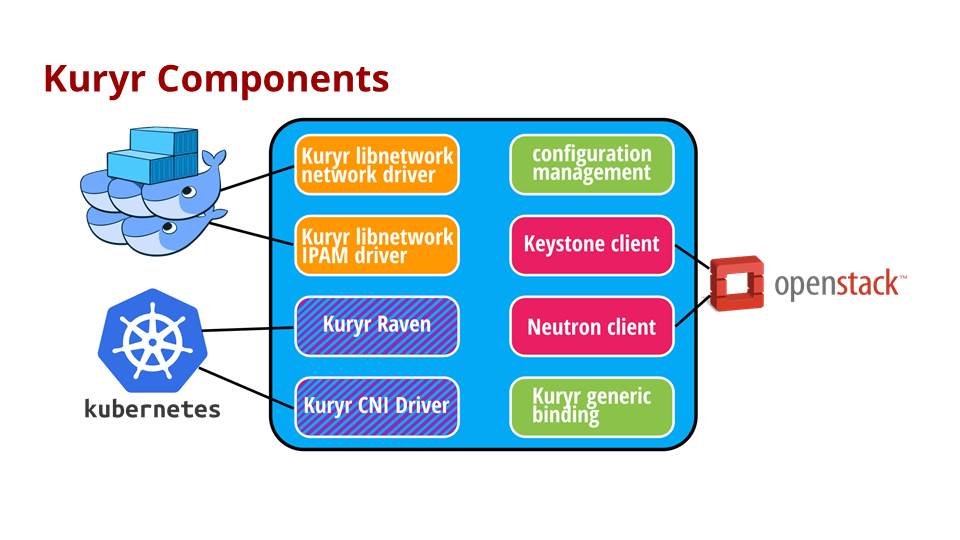 Kuryr Components
Kuryr libnetwork
network driver
configuration
management
Kuryr libnetwork
IPAM driver
Keystone client
Kuryr Raven
Neutron client
Kuryr CNI Driver
Kuryr generic
binding
kubernetes
openstack™